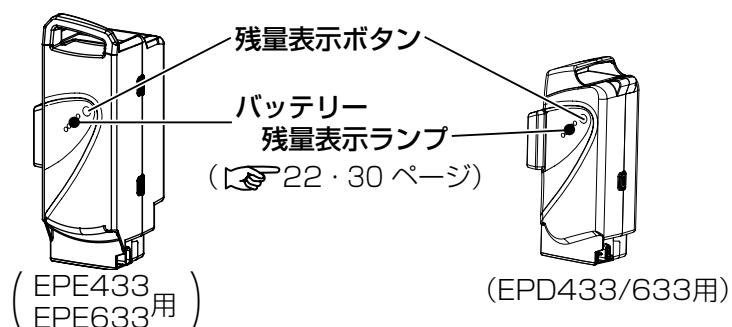 残量表示ボタン
バッテリー
残量表示ランプ
(☞22・30 ページ)
(EPE433
EPE633用)
(EPD433/633用)